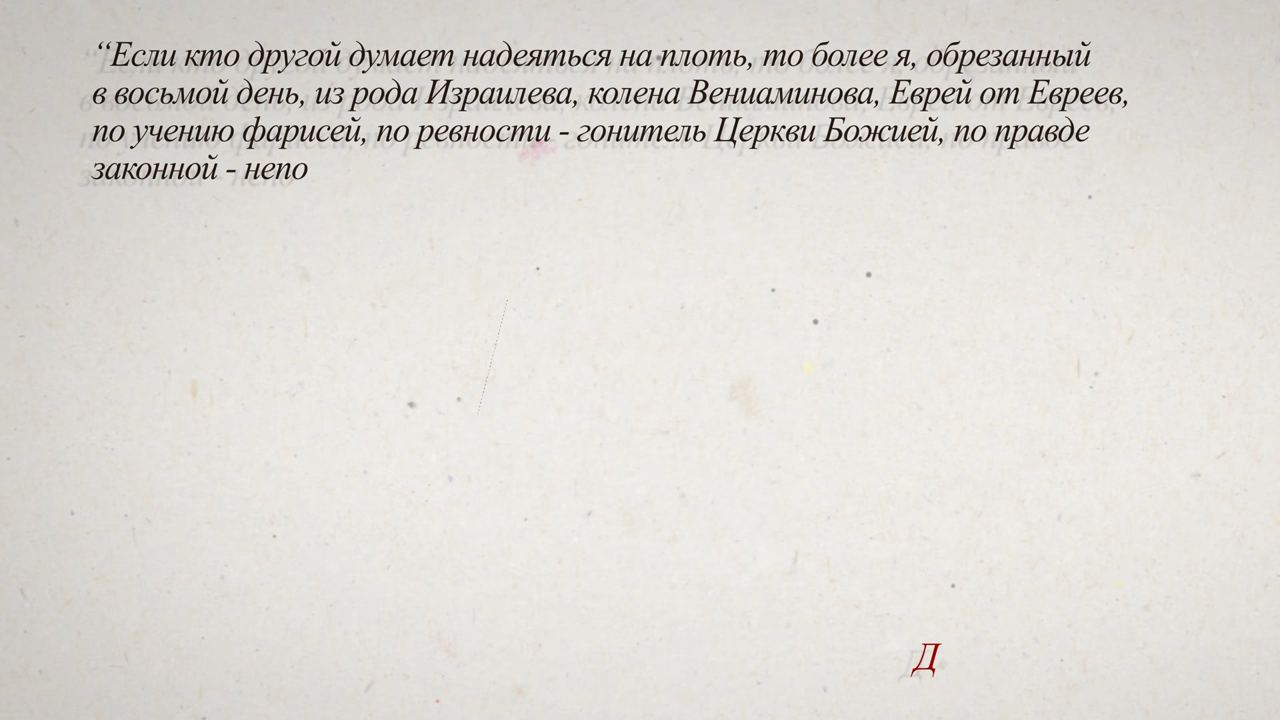 “Если кто другой думает надеяться на плоть, то более я, обрезанный
в восьмой день, из рода Израилева, колена Вениаминова, Еврей от Евреев,
по учению фарисей, по ревности - гонитель Церкви Божией, по правде
законной - непо
Д